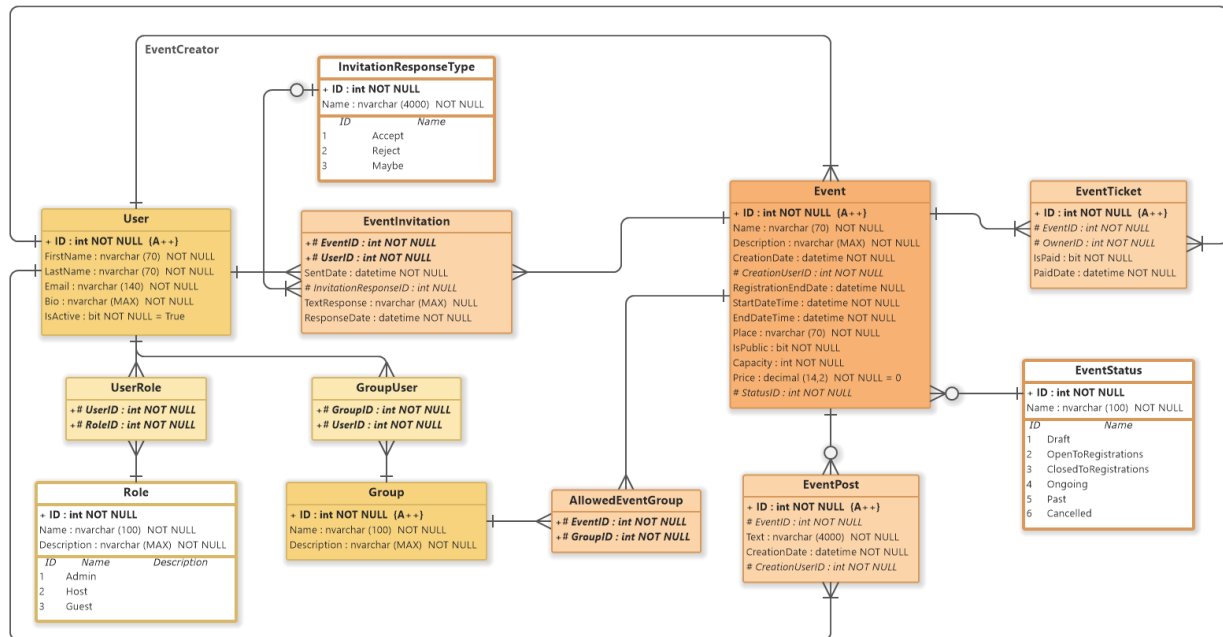 EventCreator
InvitationResponseType
+ ID : int NOT NULL
Name : nvarchar (4000) NOT NULL
ID Name
1 Accept
2 Reject
3 Maybe
User
+ ID : int NOT NULL (A++)
FirstName : nvarchar (70) NOT NULL
LastName : nvarchar (70) NOT NULL
Email : nvarchar (140) NOT NULL
Bio : nvarchar (MAX) NOT NULL
IsActive : bit NOT NULL = True
EventInvitation
+# EventID : int NOT NULL
+# UserID : int NOT NULL
SentDate : datetime NOT NULL
# InvitationResponseID : int NULL
TextResponse : nvarchar (MAX) NULL
ResponseDate : datetime NULL
Event
+ ID : int NOT NULL (A++)
Name : nvarchar (70) NOT NULL
Description : nvarchar (MAX) NOT NULL
CreationDate : datetime NOT NULL
# CreationUserID : int NOT NULL
RegistrationEndDate : datetime NULL
StartDateTime : datetime NOT NULL
EndDateTime : datetime NOT NULL
Place : nvarchar (70) NOT NULL
IsPublic : bit NOT NULL
Capacity : int NOT NULL
Price : decimal (14,2) NOT NULL = 0
# StatusID : int NOT NULL
EventTicket
+ ID : int NOT NULL (A++)
# EventID : int NOT NULL
# OwnerID : int NOT NULL
IsPaid : bit NOT NULL
PaidDate : datetime NOT NULL
UserRole
+# UserID : int NOT NULL
+# RoleID : int NOT NULL
GroupUser
+# GroupID : int NOT NULL
+# UserID : int NOT NULL
EventStatus
+ ID : int NOT NULL
Name : nvarchar (100) NOT NULL
ID Name
1 Draft
2 OpenToRegistrations
3 ClosedToRegistrations
4 Ongoing
5 Past
6 Cancelled
Role
+ ID : int NOT NULL
Name : nvarchar (100) NOT NULL
Description : nvarchar (MAX) NOT NULL
ID Name Description
1 Admin
2 Host
3 Guest
Group
+ ID : int NOT NULL (A++)
Name : nvarchar (100) NOT NULL
Description : nvarchar (MAX) NOT NULL
AllowedEventGroup
+# EventID : int NOT NULL
+# GroupID : int NOT NULL
EventPost
+ ID : int NOT NULL (A++)
# EventID : int NOT NULL
Text : nvarchar (4000) NOT NULL
CreationDate : datetime NOT NULL
# CreationUserID : int NOT NULL